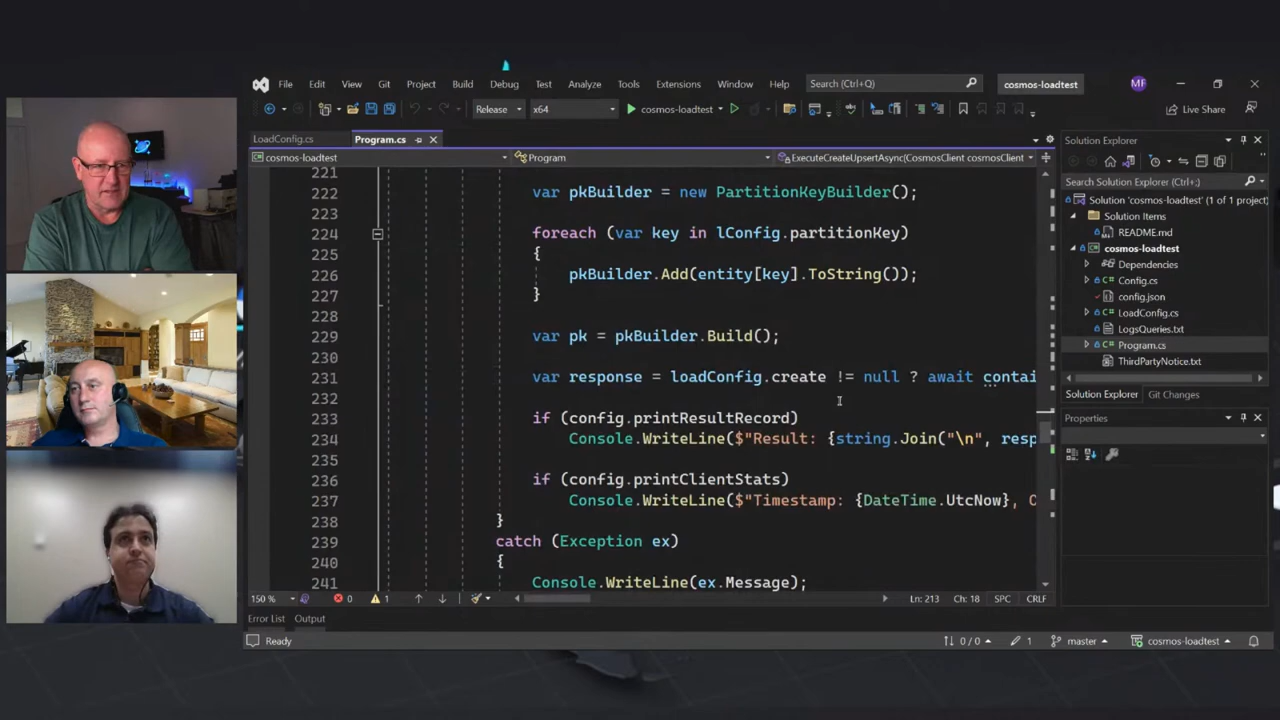 File Edit View Git Project Build Debug Test Analyze Tools Extensions Window Help Search (Ctrl+Q) cosmos-loadtest MF
Release x64 cosmos-loadtest Live Share
LoadConfig.cs Program.cs
cosmos-loadtest Program ExecuteCreateUpsertAsync(CosmosClient cosmosClient
221
222 var pkBuilder = new PartitionKeyBuilder();
223
224 foreach (var key in lConfig.partitionKey)
225 {
226 pkBuilder.Add(entity[key].ToString());
227 }
228
229 var pk = pkBuilder.Build();
230
231 var response = loadConfig.create != null ? await contai
232
233 if (config.printResultRecord)
234 Console.WriteLine($"Result: {string.Join("\n", resp
235
236 if (config.printClientStats)
237 Console.WriteLine($"Timestamp: {DateTime.UtcNow}, O
238 }
239 catch (Exception ex)
240 {
241 Console.WriteLine(ex.Message);
150 % 0 1 Ln: 213 Ch: 18 SPC CRLF
Error List Output
Ready 0 / 0 1 master cosmos-loadtest
Solution Explorer
Search Solution Explorer (Ctrl+;)
Solution 'cosmos-loadtest' (1 of 1 project)
Solution Items
README.md
cosmos-loadtest
Dependencies
Config.cs
config.json
LoadConfig.cs
LogsQueries.txt
Program.cs
ThirdPartyNotice.txt
Solution Explorer Git Changes
Properties